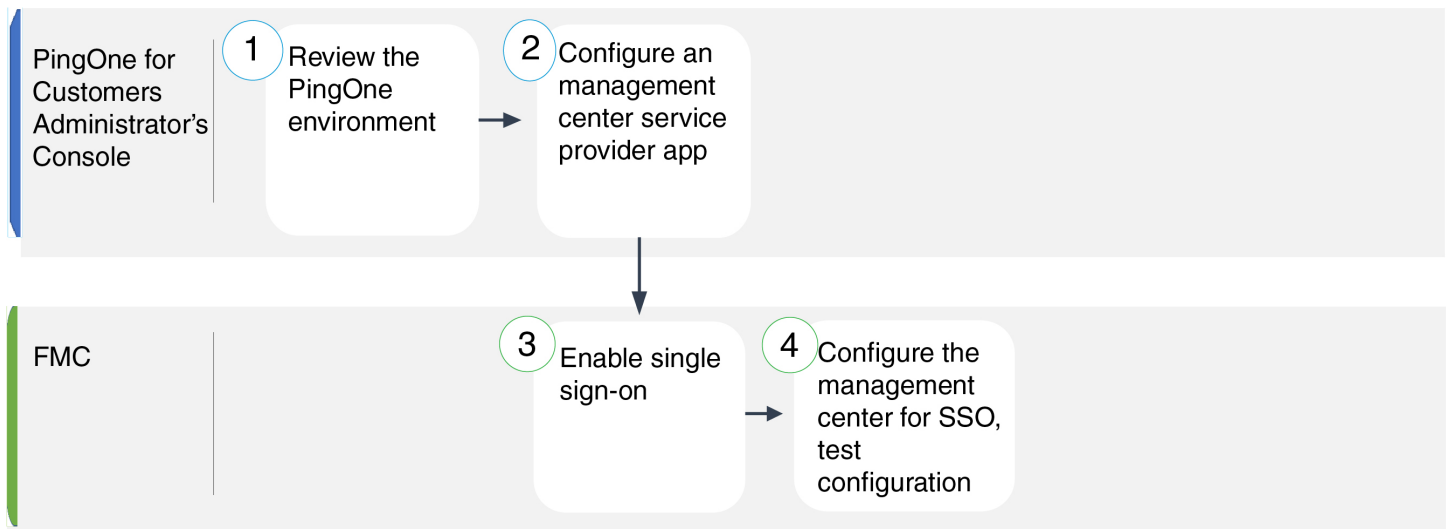 PingOne for
Customers
Administrator's
Console
1
Review the
PingOne
environment
2
Configure an
management
center service
provider app
FMC
3
Enable single
sign-on
4
Configure the
management
center for SSO,
test
configuration